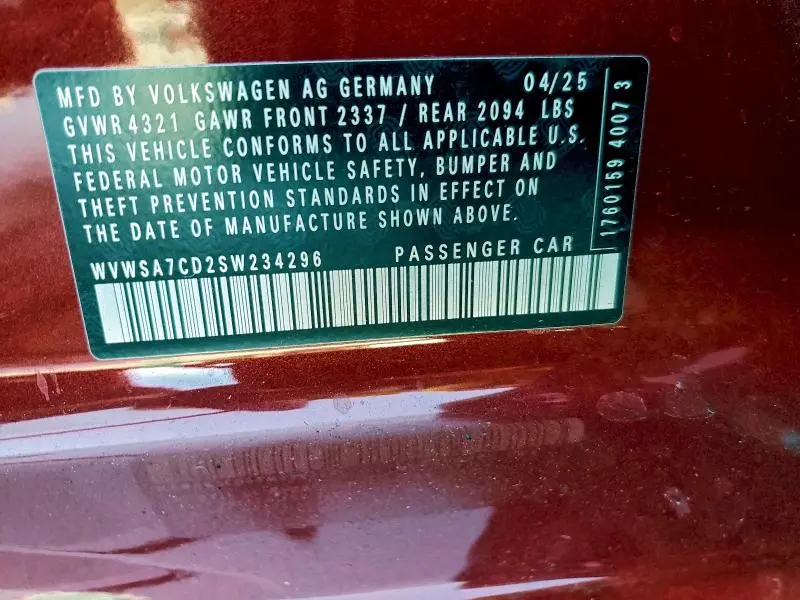 MFD BY VOLKSWAGEN AG GERMANY 04/25
GVWR 4321 GAWR FRONT 2337 / REAR 2094 LBS
THIS VEHICLE CONFORMS TO ALL APPLICABLE U.S.
FEDERAL MOTOR VEHICLE SAFETY, BUMPER AND
THEFT PREVENTION STANDARDS IN EFFECT ON
THE DATE OF MANUFACTURE SHOWN ABOVE.
WVWSA7CD2SW234296 PASSENGER CAR
1760159 4007 3